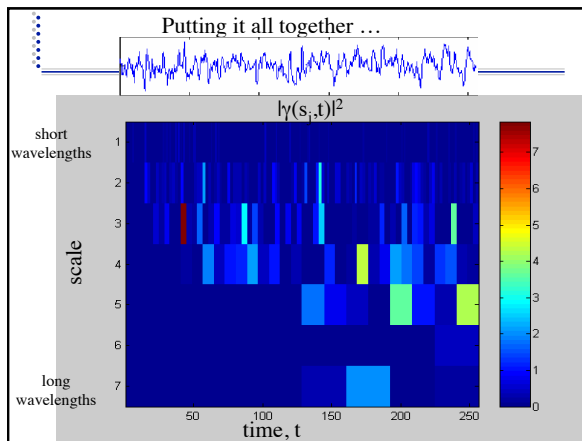 Putting it all together …
|γ(sj,t)|2
short
wavelengths
scale
long
wavelengths
1
2
3
4
5
6
7
50
100
150
200
250
time, t
7
6
5
4
3
2
1
0